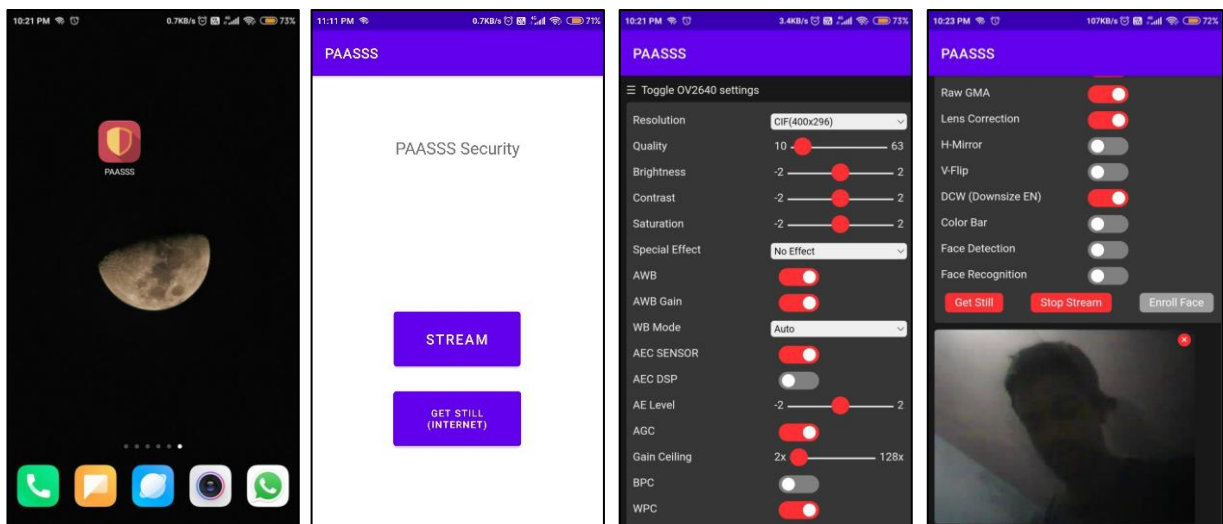 10:21 PM
0.7KB/s
73%
PAASSS
11:11 PM
0.7KB/s
71%
PAASSS
PAASSS Security
STREAM
GET STILL
(INTERNET)
10:21 PM
3.4KB/s
73%
PAASSS
☰ Toggle OV2640 settings
Resolution CIF(400x296)
Quality 10 63
Brightness -2 2
Contrast -2 2
Saturation -2 2
Special Effect No Effect
AWB
AWB Gain
WB Mode Auto
AEC SENSOR
AEC DSP
AE Level -2 2
AGC
Gain Ceiling 2x 128x
BPC
WPC
10:23 PM
107KB/s
72%
PAASSS
Raw GMA
Lens Correction
H-Mirror
V-Flip
DCW (Downsize EN)
Color Bar
Face Detection
Face Recognition
Get Still Stop Stream Enroll Face